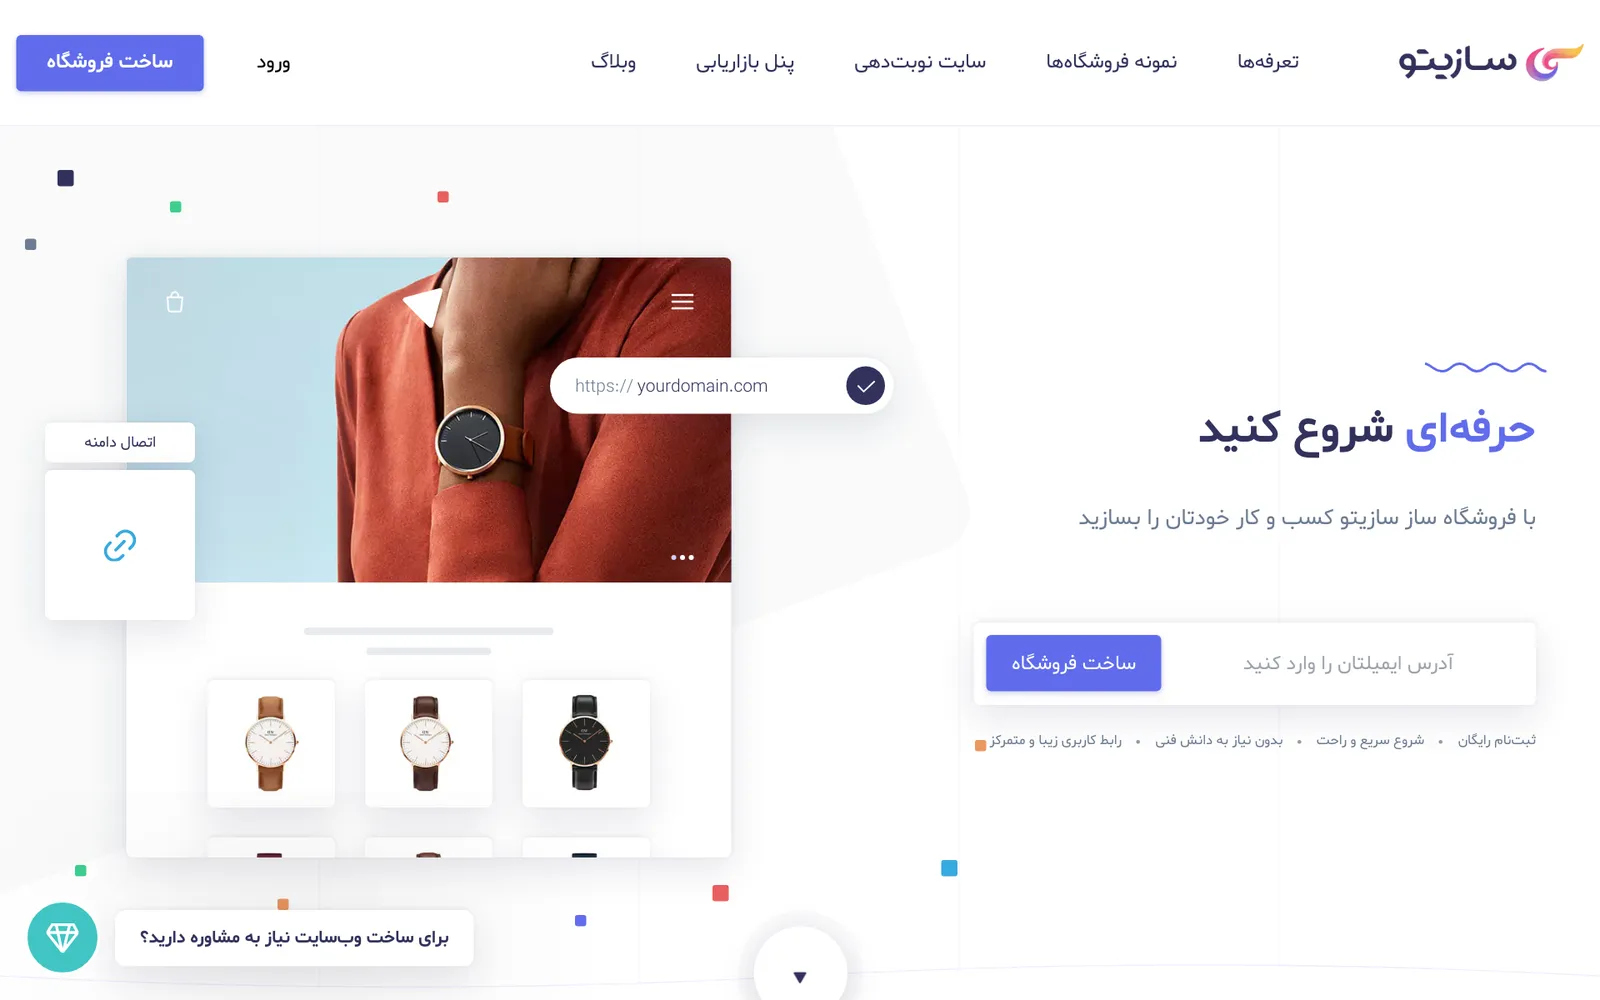 سازیتو
تعرفه‌ها
نمونه فروشگاه‌ها
سایت نوبت‌دهی
پنل بازاریابی
وبلاگ
ورود
ساخت فروشگاه
حرفه‌ای شروع کنید
با فروشگاه ساز سازیتو کسب و کار خودتان را بسازید
آدرس ایمیلتان را وارد کنید
ساخت فروشگاه
ثبت‌نام رایگان • شروع سریع و راحت • بدون نیاز به دانش فنی • رابط کاربری زیبا و متمرکز
https:// yourdomain.com
اتصال دامنه
برای ساخت وب‌سایت نیاز به مشاوره دارید؟